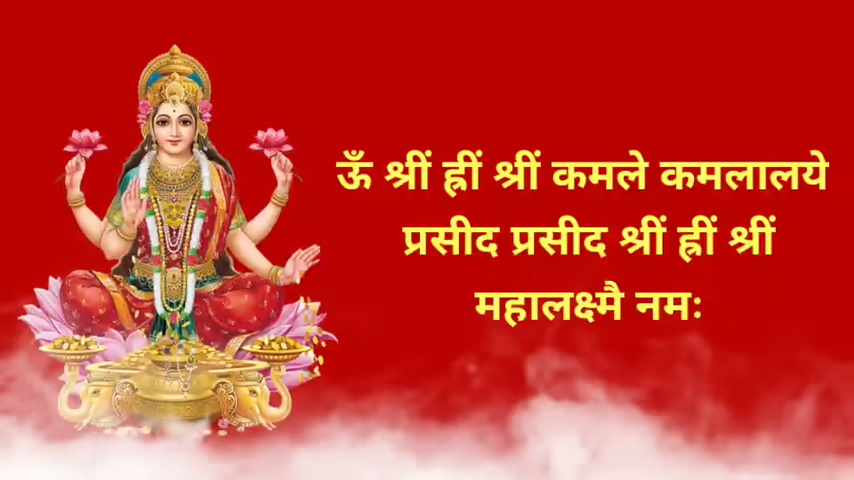 ऊँ श्रीं ह्रीं श्रीं कमले कमलालये
प्रसीद प्रसीद श्रीं ह्रीं श्रीं
महालक्ष्मै नमः